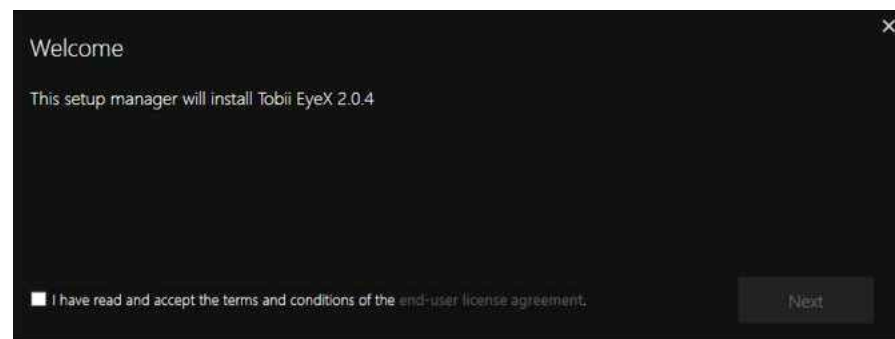 Welcome
This setup manager will install Tobii EyeX 2.0.4
I have read and accept the terms and conditions of the end-user license agreement.
Next